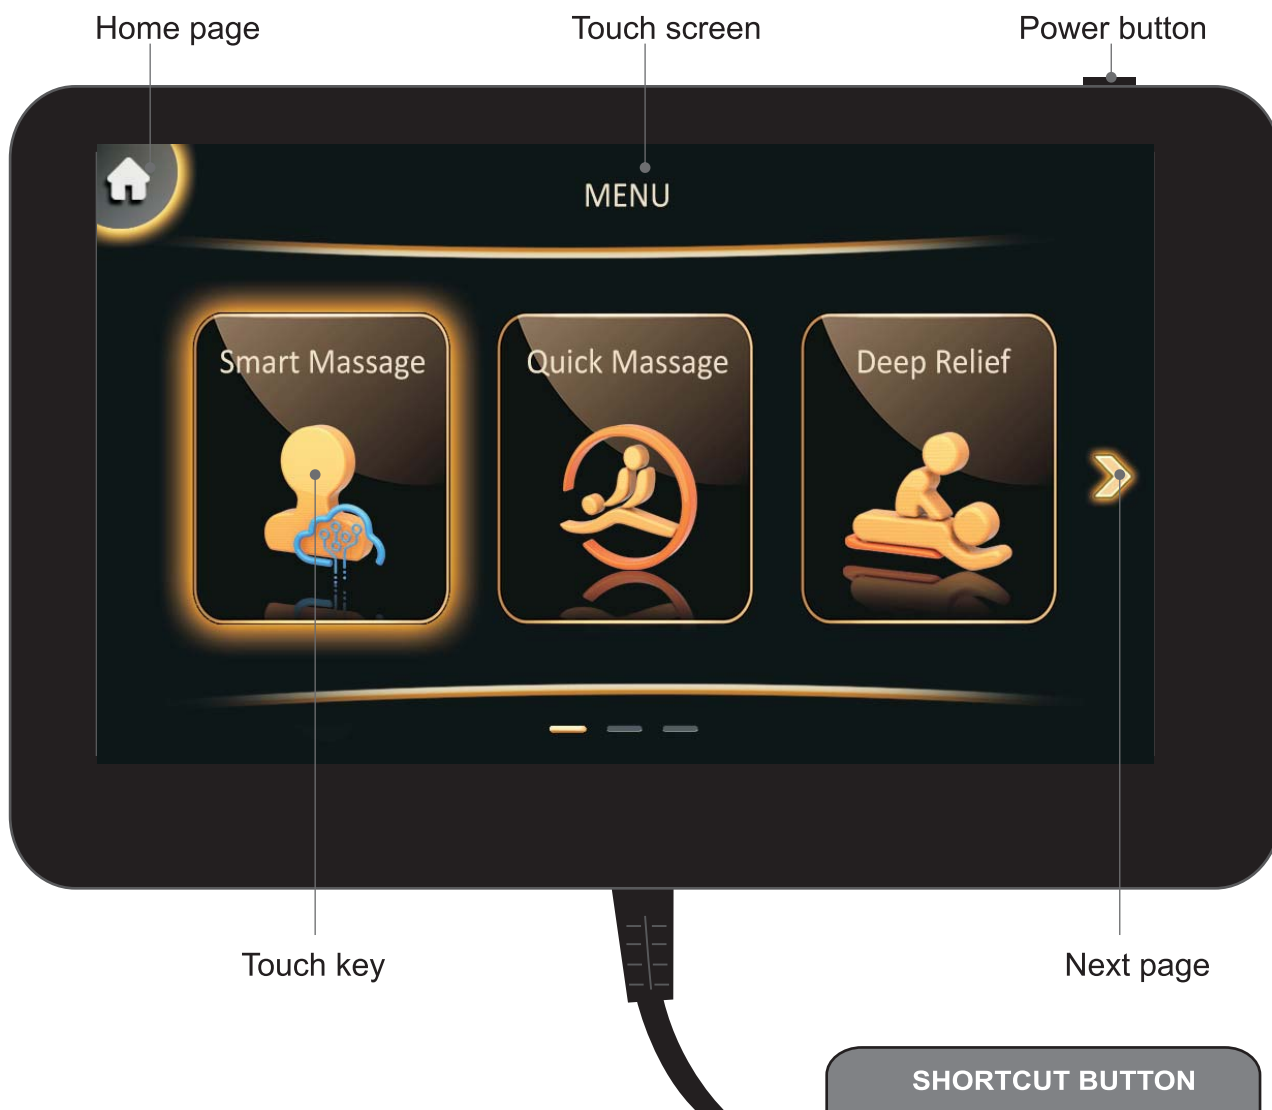 Home page
Touch screen
Power button
MENU
Smart Massage
Quick Massage
Deep Relief
Touch key
Next page
SHORTCUT BUTTON